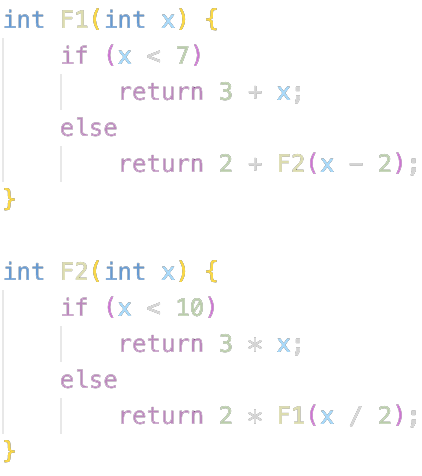 int F1(int x) {
    if (x < 7)
        return 3 + x;
    else
        return 2 + F2(x - 2);
}

int F2(int x) {
    if (x < 10)
        return 3 * x;
    else
        return 2 * F1(x / 2);
}